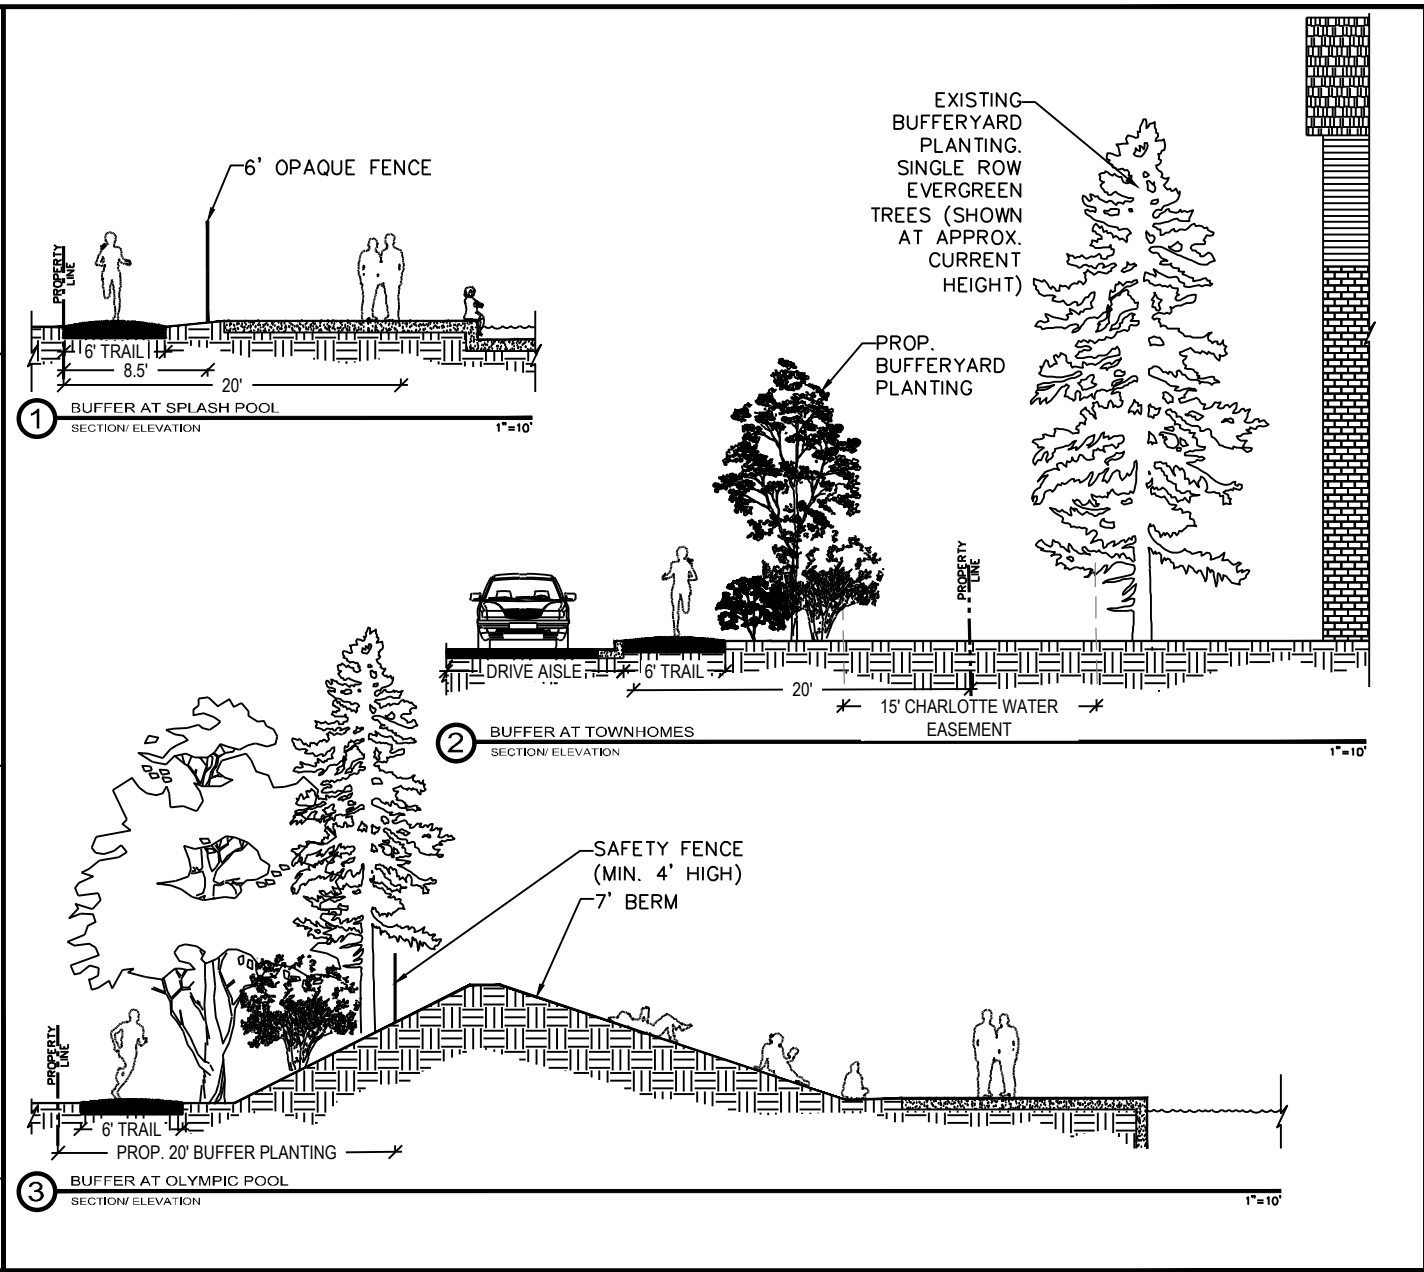 6' OPAQUE FENCE
PROPERTY
LINE
6' TRAIL
8.5'
20'
1
BUFFER AT SPLASH POOL
SECTION/ ELEVATION
1"=10'
EXISTING
BUFFERYARD
PLANTING.
SINGLE ROW
EVERGREEN
TREES (SHOWN
AT APPROX.
CURRENT
HEIGHT)
PROP.
BUFFERYARD
PLANTING
PROPERTY
LINE
DRIVE AISLE
6' TRAIL
20'
15' CHARLOTTE WATER
EASEMENT
2
BUFFER AT TOWNHOMES
SECTION/ ELEVATION
1"=10'
SAFETY FENCE
(MIN. 4' HIGH)
7' BERM
PROPERTY
LINE
6' TRAIL
PROP. 20' BUFFER PLANTING
3
BUFFER AT OLYMPIC POOL
SECTION/ ELEVATION
1"=10'